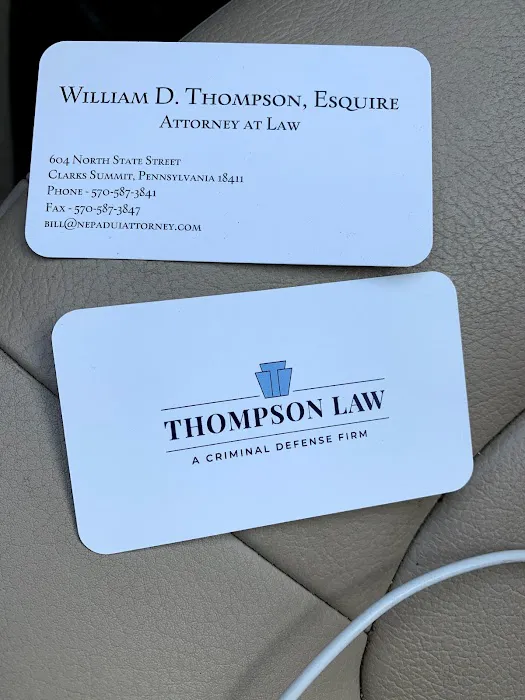 William D. Thompson, Esquire
Attorney at Law
604 North State Street
Clarks Summit, Pennsylvania 18411
Phone - 570-587-3841
Fax - 570-587-3847
bill@nepaduiattorney.com
T
THOMPSON LAW
A CRIMINAL DEFENSE FIRM